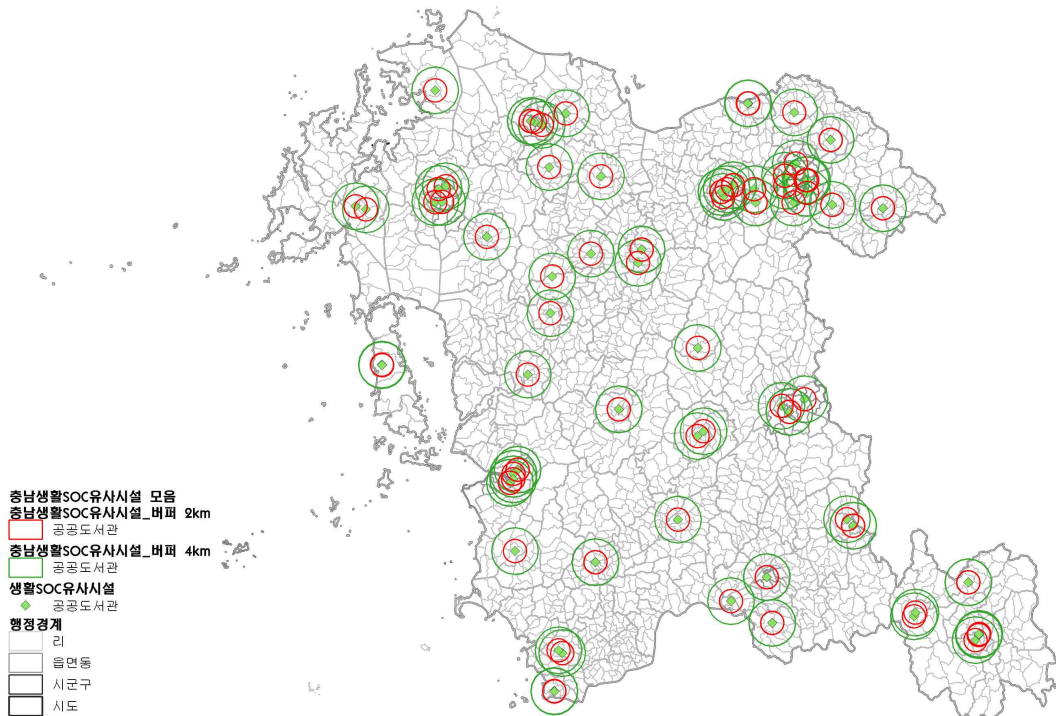 충남생활SOC유사시설 모음
충남생활SOC유사시설_버퍼 2km
공공도서관
충남생활SOC유사시설_버퍼 4km
공공도서관
생활SOC유사시설
공공도서관
행정경계
리
읍면동
시군구
시도